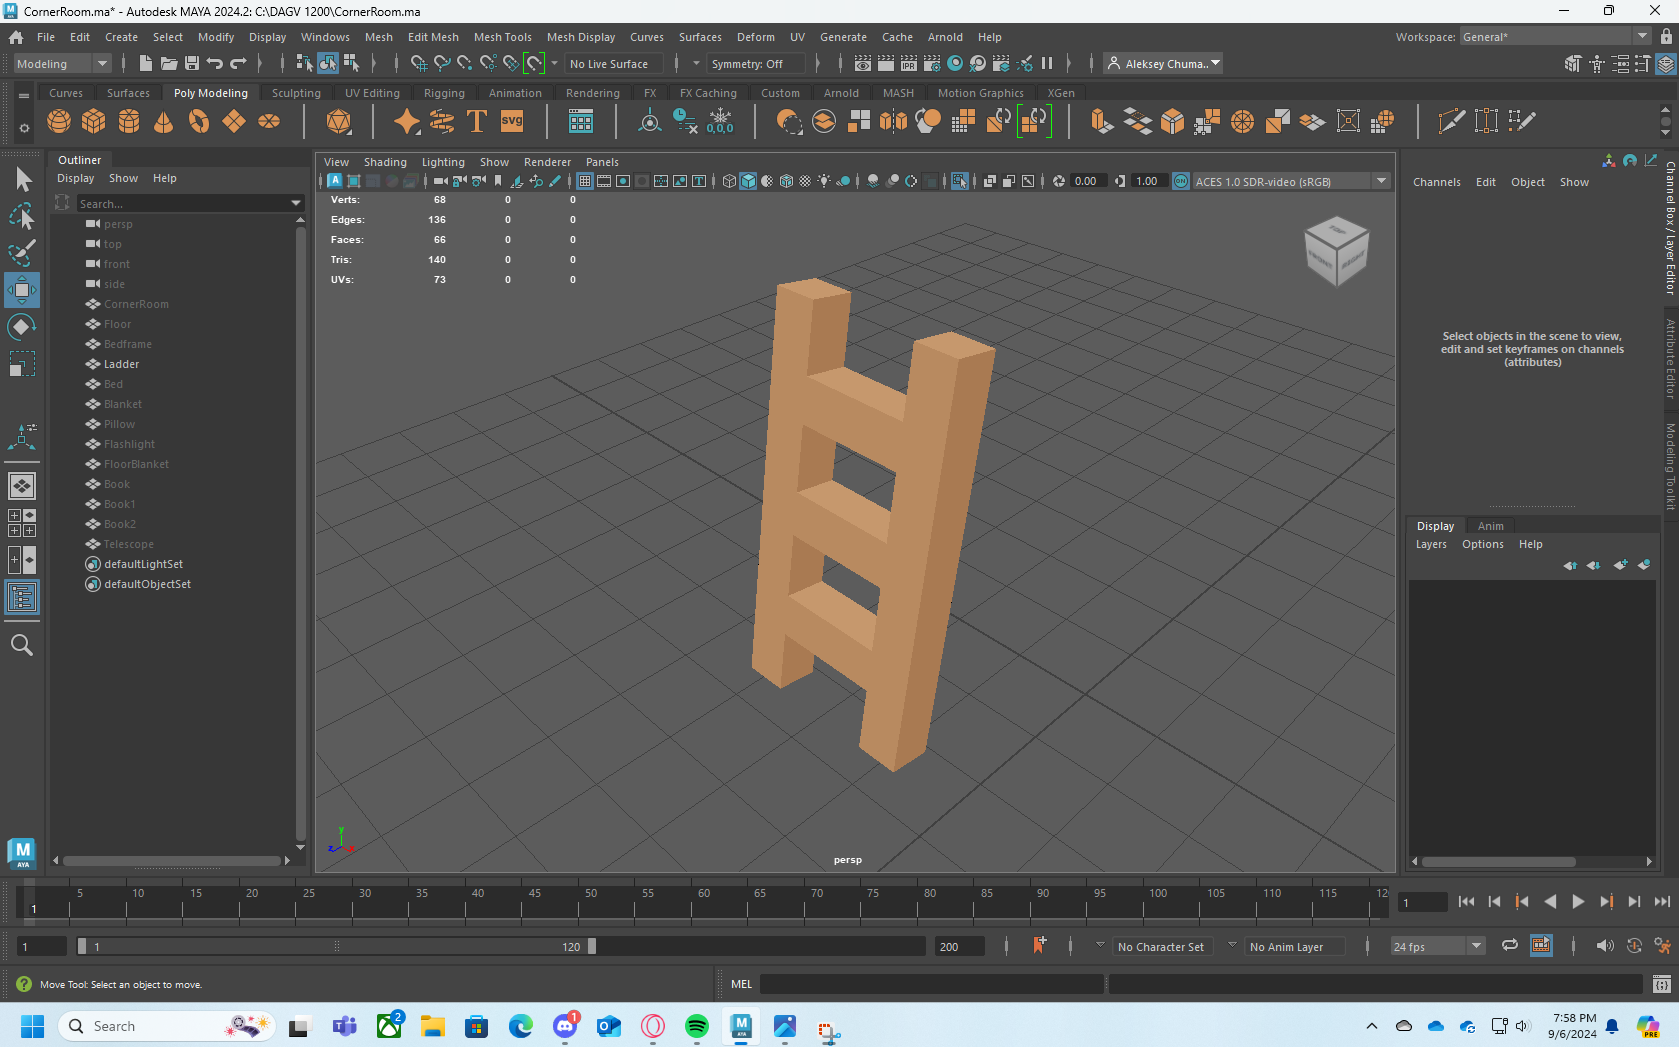 CornerRoom.ma* - Autodesk MAYA 2024.2: C:\DAGV 1200\CornerRoom.ma
File Edit Create Select Modify Display Windows Mesh Edit Mesh Mesh Tools Mesh Display Curves Surfaces Deform UV Generate Cache Arnold Help Workspace: General*
Modeling No Live Surface Symmetry: Off Aleksey Chuma..
Curves Surfaces Poly Modeling Sculpting UV Editing Rigging Animation Rendering FX FX Caching Custom Arnold MASH Motion Graphics XGen
Outliner
Display Show Help
Search...
persp
top
front
side
CornerRoom
Floor
Bedframe
Ladder
Bed
Blanket
Pillow
Flashlight
FloorBlanket
Book
Book1
Book2
Telescope
defaultLightSet
defaultObjectSet
View Shading Lighting Show Renderer Panels
0.00 1.00 ACES 1.0 SDR-video (sRGB)
Verts: 68 0 0
Edges: 136 0 0
Faces: 66 0 0
Tris: 140 0 0
UVs: 73 0 0
TOP
FRONT RIGHT
y
z x
persp
Channels Edit Object Show
Select objects in the scene to view,
edit and set keyframes on channels
(attributes)
Channel Box / Layer Editor
Attribute Editor
Modeling Toolkit
Display Anim
Layers Options Help
5 10 15 20 25 30 35 40 45 50 55 60 65 70 75 80 85 90 95 100 105 110 115 12
1
1
1 1 120 200 No Character Set No Anim Layer 24 fps
Move Tool: Select an object to move. MEL
Search 2 1
7:58 PM
9/6/2024